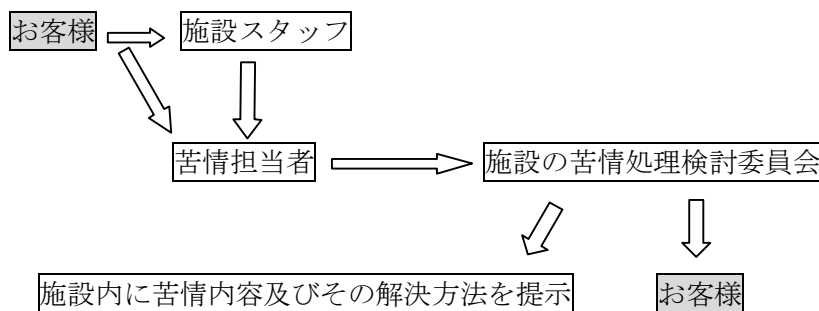 お客様 施設スタッフ
苦情担当者 施設の苦情処理検討委員会
施設内に苦情内容及びその解決方法を提示 お客様